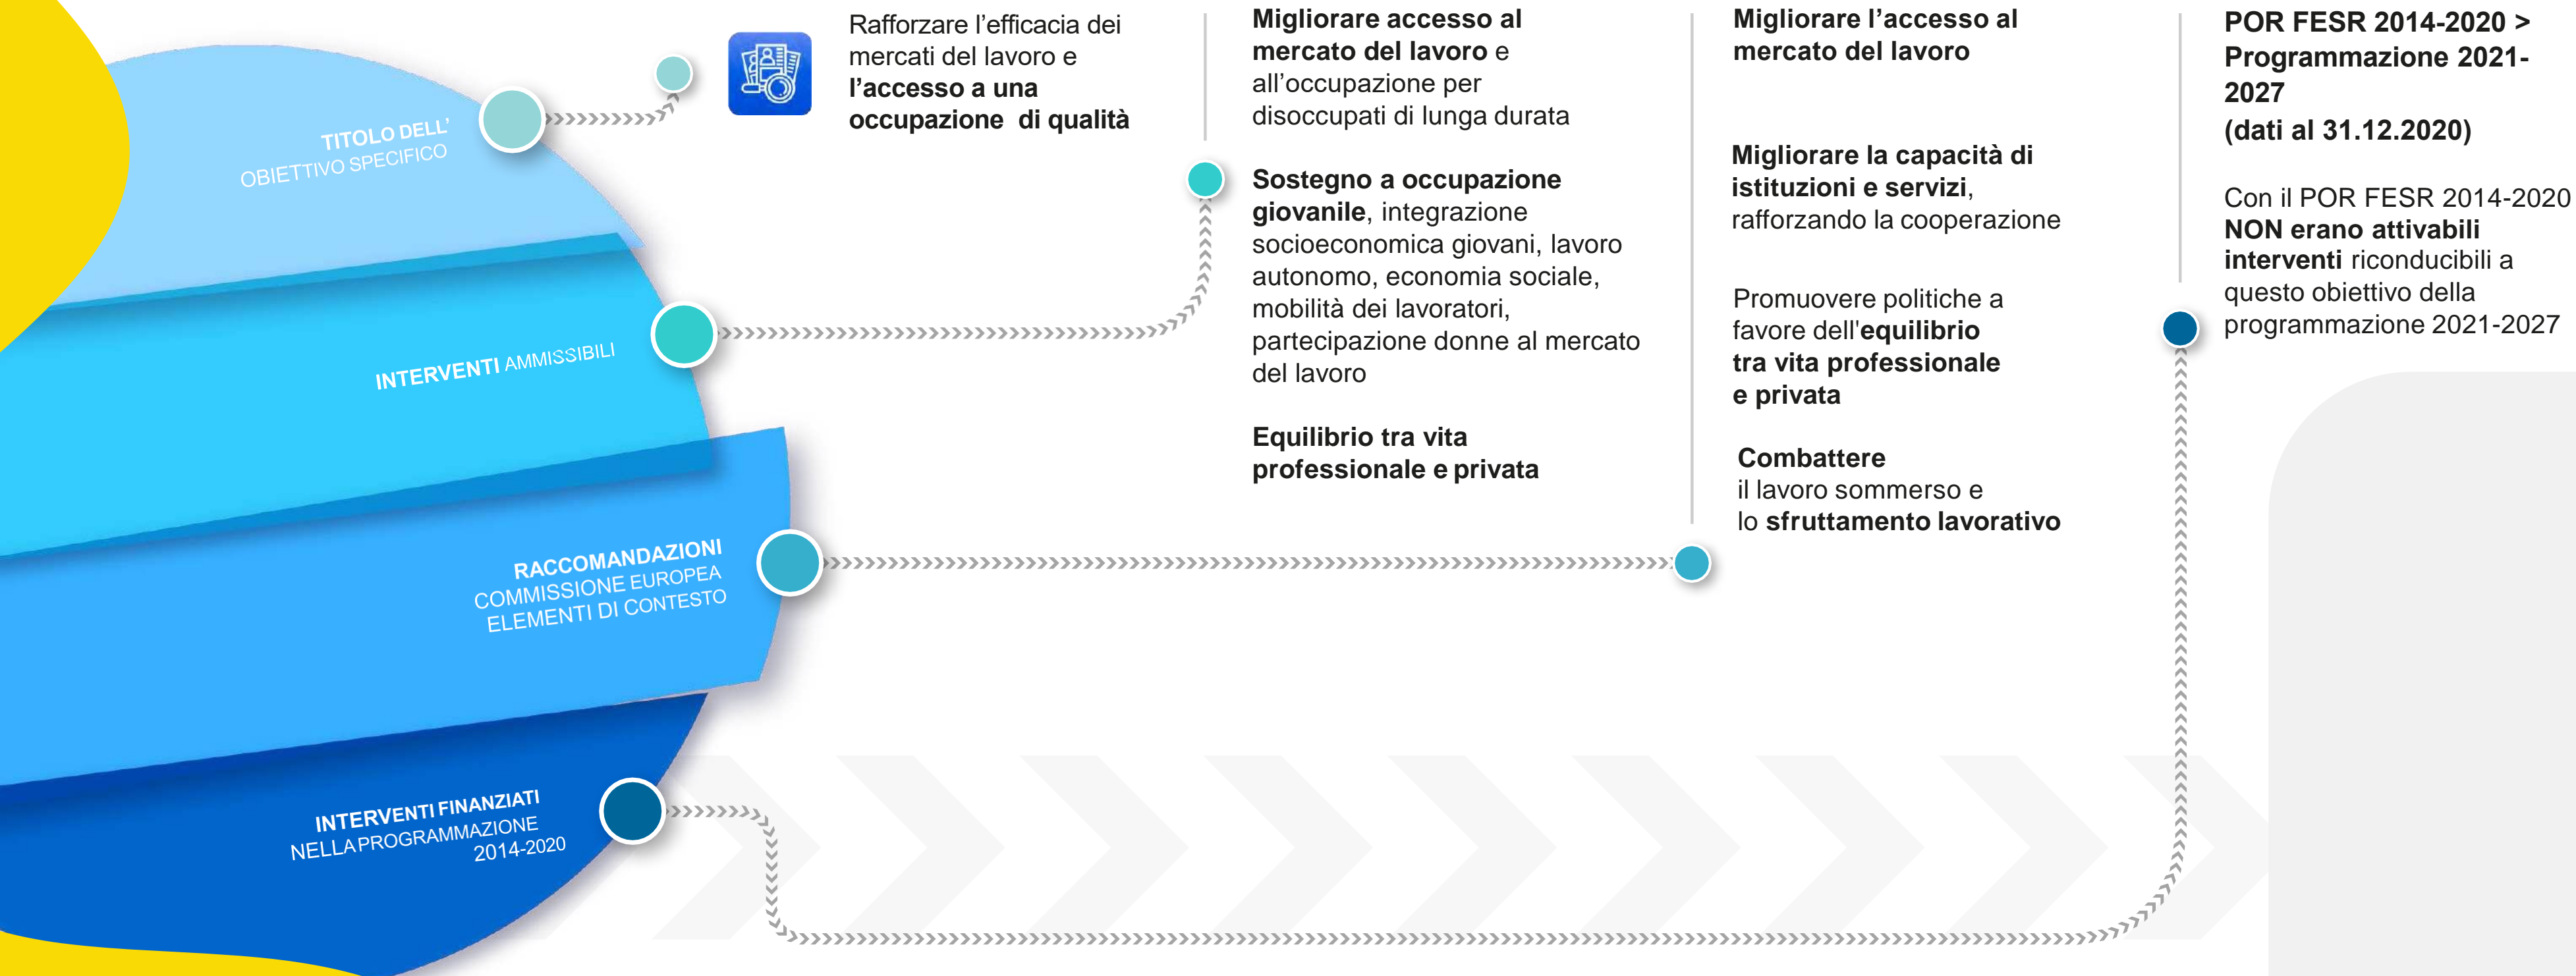 TITOLO DELL'
OBIETTIVO SPECIFICO
INTERVENTI AMMISSIBILI
RACCOMANDAZIONI
COMMISSIONE EUROPEA
ELEMENTI DI CONTESTO
INTERVENTI FINANZIATI
NELLA PROGRAMMAZIONE
2014-2020
Rafforzare l’efficacia dei
mercati del lavoro e
l’accesso a una
occupazione di qualità
Migliorare accesso al
mercato del lavoro e
all’occupazione per
disoccupati di lunga durata
Sostegno a occupazione
giovanile, integrazione
socioeconomica giovani, lavoro
autonomo, economia sociale,
mobilità dei lavoratori,
partecipazione donne al mercato
del lavoro
Equilibrio tra vita
professionale e privata
Migliorare l’accesso al
mercato del lavoro
Migliorare la capacità di
istituzioni e servizi,
rafforzando la cooperazione
Promuovere politiche a
favore dell'equilibrio
tra vita professionale
e privata
Combattere
il lavoro sommerso e
lo sfruttamento lavorativo
POR FESR 2014-2020 >
Programmazione 2021-
2027
(dati al 31.12.2020)
Con il POR FESR 2014-2020
NON erano attivabili
interventi riconducibili a
questo obiettivo della
programmazione 2021-2027